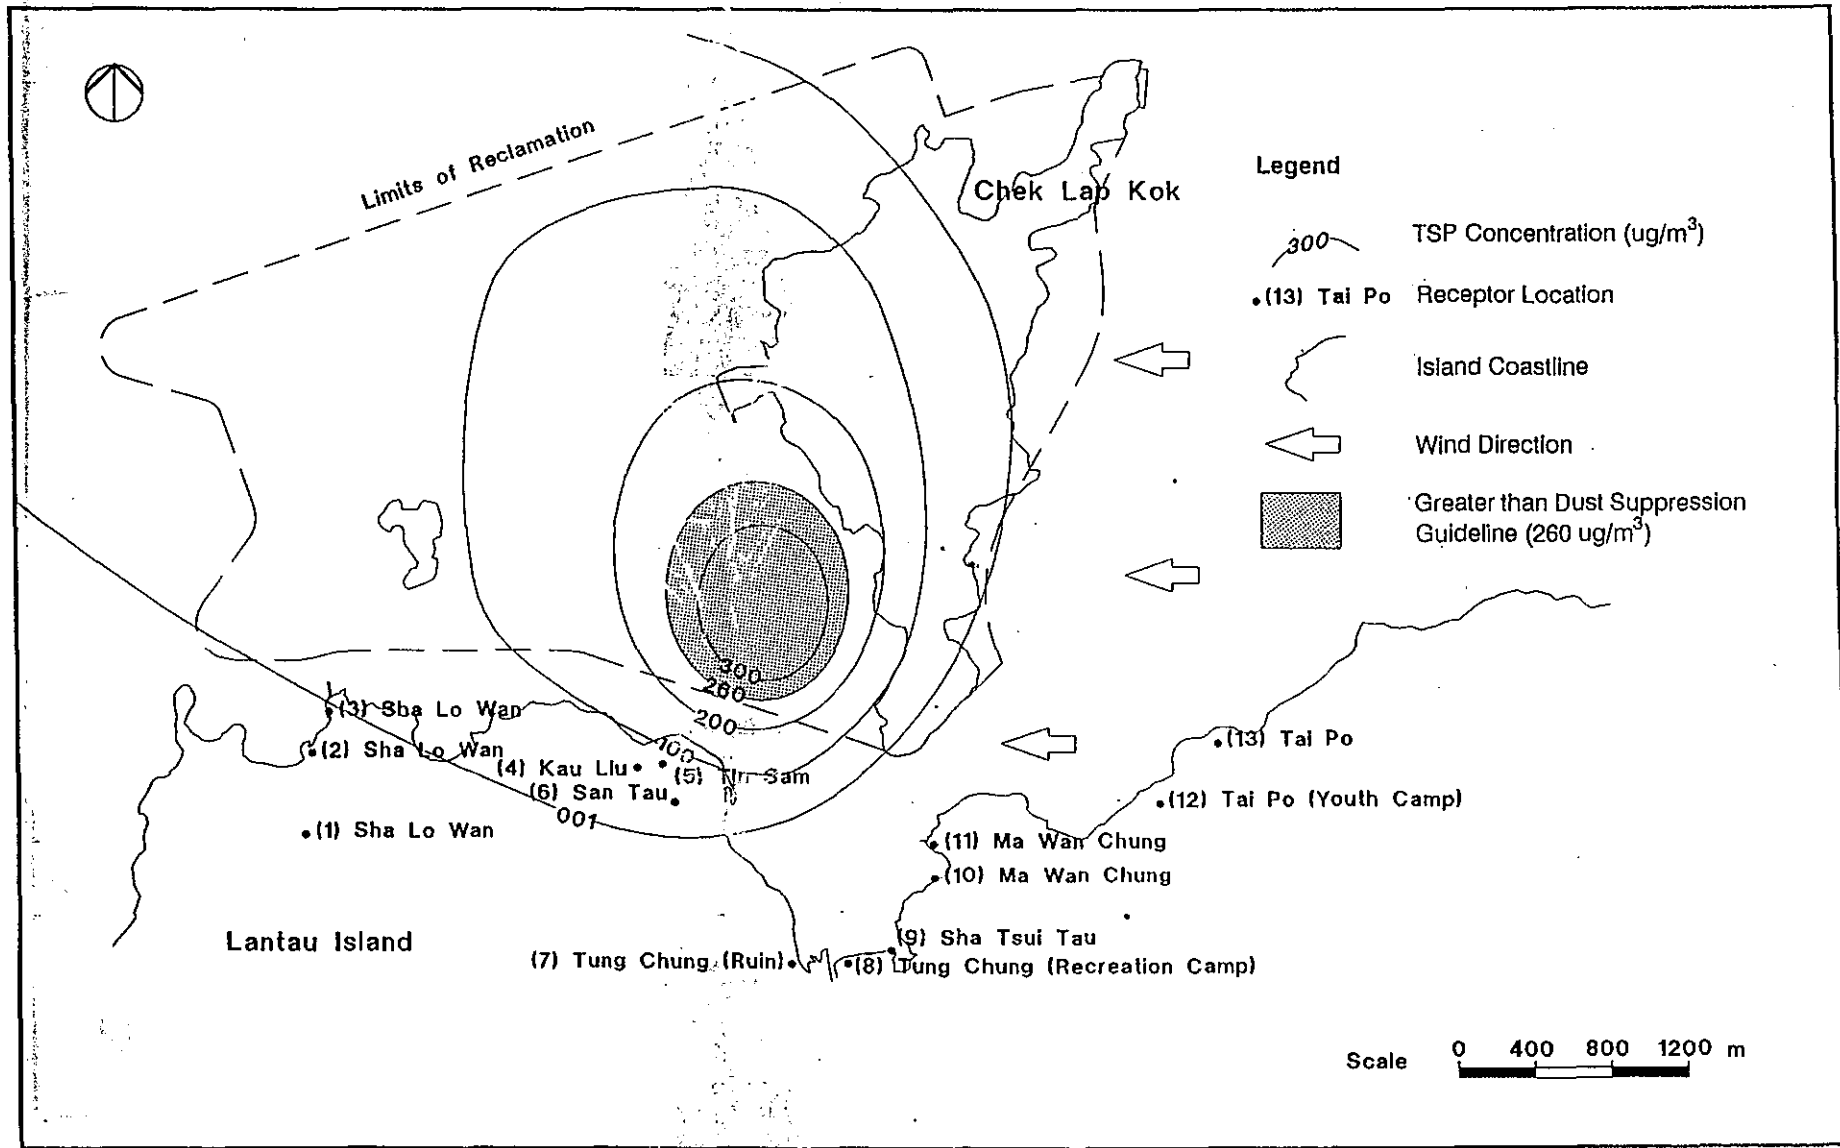 Limits of Reclamation
Chek Lap Kok
Legend
300
TSP Concentration (ug/m³)
(13) Tai Po
Receptor Location
Island Coastline
Wind Direction
Greater than Dust Suppression
Guideline (260 ug/m³)
300
260
200
100
001
(3) Sha Lo Wan
(2) Sha Lo Wan
(4) Kau Liu
(5) Tin Sam
(6) San Tau
(1) Sha Lo Wan
(13) Tai Po
(12) Tai Po (Youth Camp)
(11) Ma Wan Chung
(10) Ma Wan Chung
Lantau Island
(9) Sha Tsui Tau
(7) Tung Chung (Ruin)
(8) Tung Chung (Recreation Camp)
Scale
0 400 800 1200 m